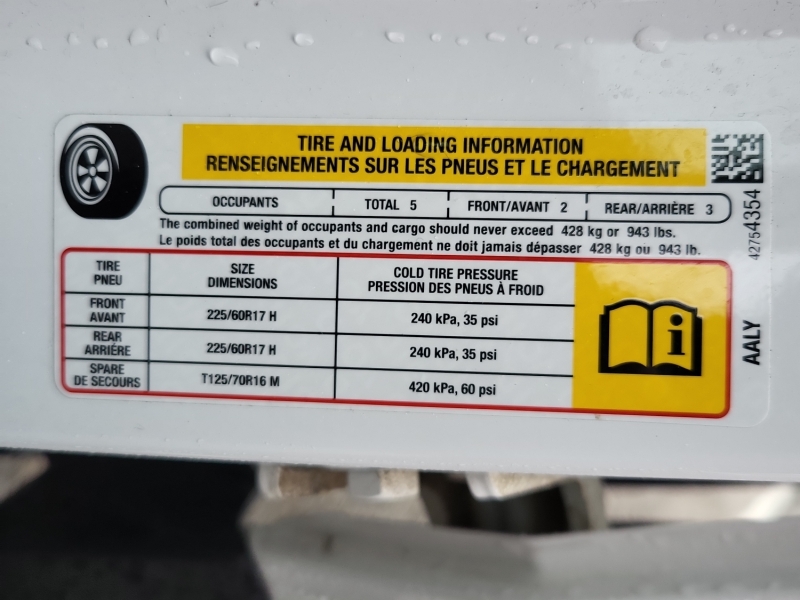 TIRE AND LOADING INFORMATION
RENSEIGNEMENTS SUR LES PNEUS ET LE CHARGEMENT
OCCUPANTS TOTAL 5 FRONT/AVANT 2 REAR/ARRIÈRE 3
The combined weight of occupants and cargo should never exceed 428 kg or 943 lbs.
Le poids total des occupants et du chargement ne doit jamais dépasser 428 kg ou 943 lb.
TIRE SIZE COLD TIRE PRESSURE
PNEU DIMENSIONS PRESSION DES PNEUS À FROID
FRONT
AVANT 225/60R17 H 240 kPa, 35 psi
REAR
ARRIÈRE 225/60R17 H 240 kPa, 35 psi
SPARE
DE SECOURS T125/70R16 M 420 kPa, 60 psi
42754354
AALY